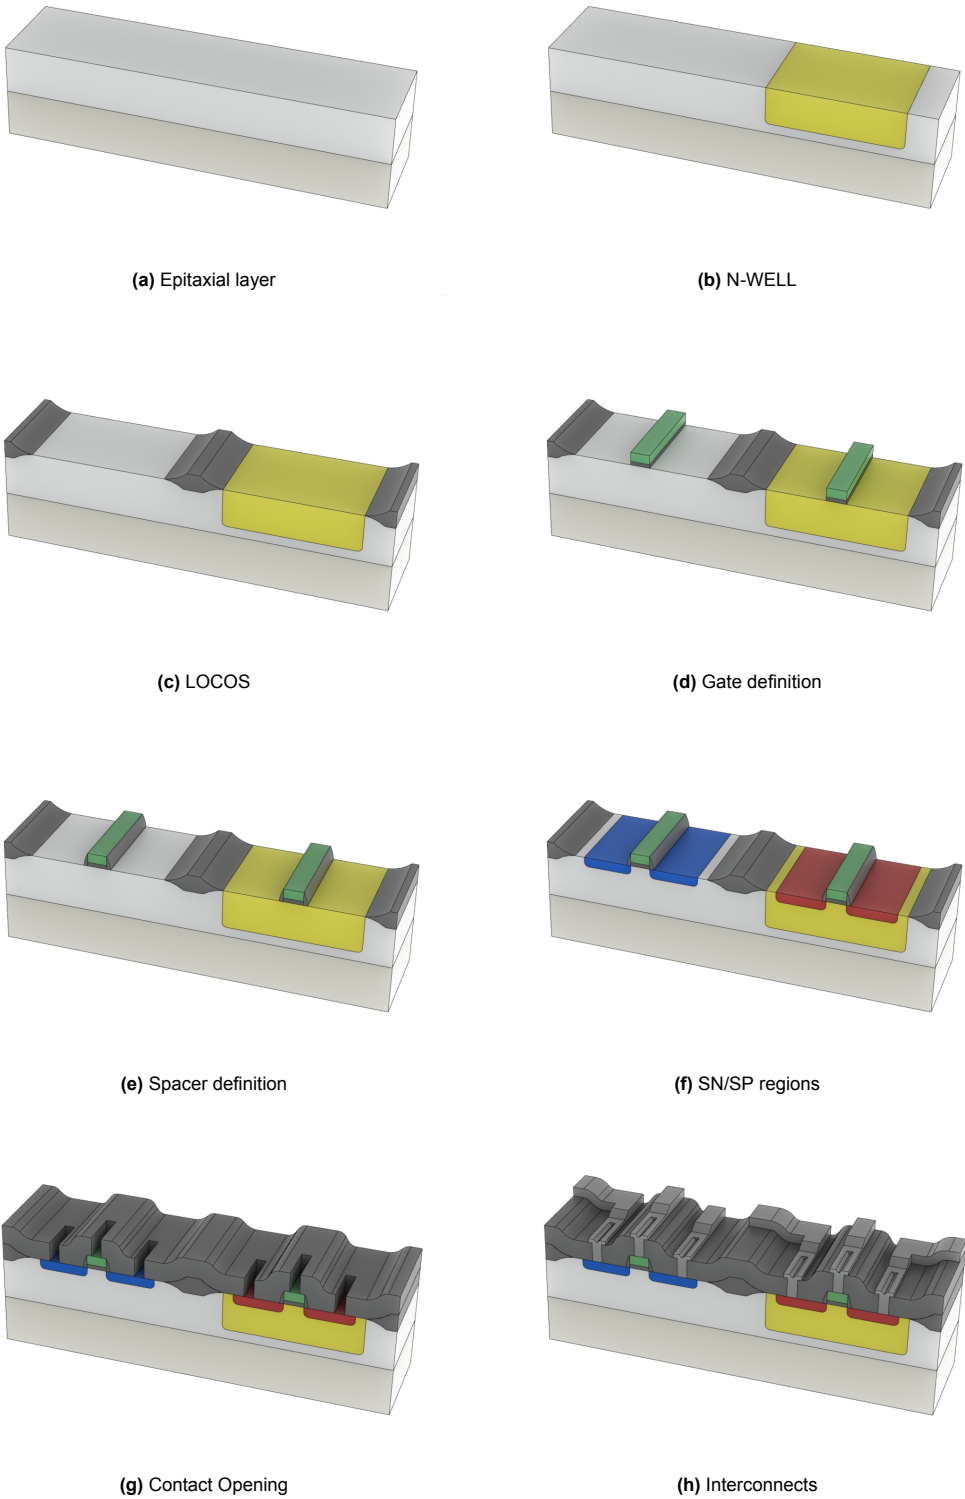 (a) Epitaxial layer
(b) N-WELL
(c) LOCOS
(d) Gate definition
(e) Spacer definition
(f) SN/SP regions
(g) Contact Opening
(h) Interconnects